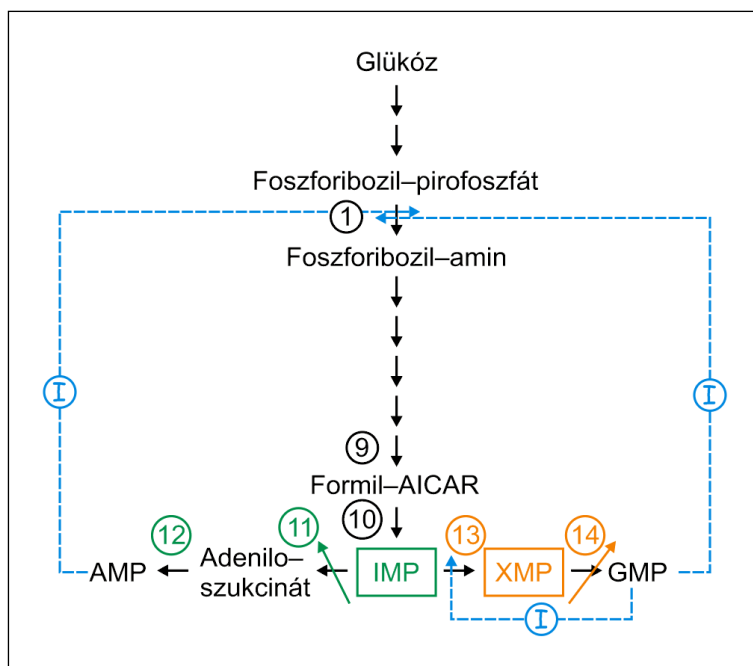 Glükóz
Foszforibozil–pirofoszfát
1
Foszforibozil–amin
I
I
9
Formil–AICAR
10
12
11
13
14
AMP
Adenilo–
szukcinát
IMP
XMP
GMP
I